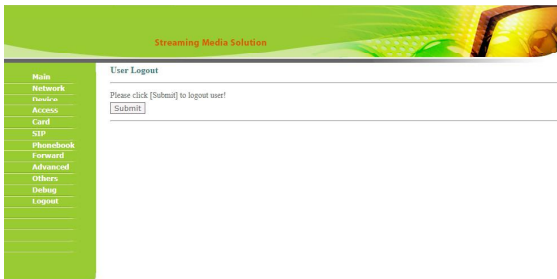 Streaming Media Solution
Main
Network
Device
Access
Card
SIP
Phonebook
Forward
Advanced
Others
Debug
Logout
User Logout
Please click [Submit] to logout user!
Submit